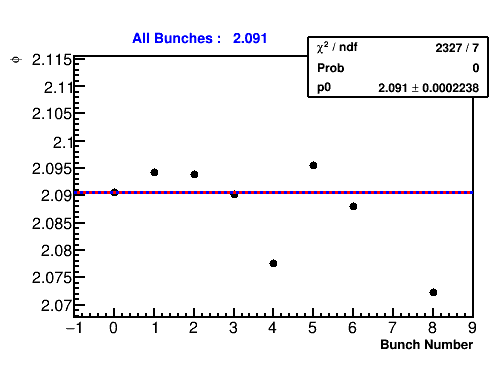 All Bunches : 2.091
χ² / ndf 2327 / 7
Prob 0
p0 2.091 ± 0.0002238
ϕ
2.115
2.11
2.105
2.1
2.095
2.09
2.085
2.08
2.075
2.07
−1 0 1 2 3 4 5 6 7 8 9
Bunch Number